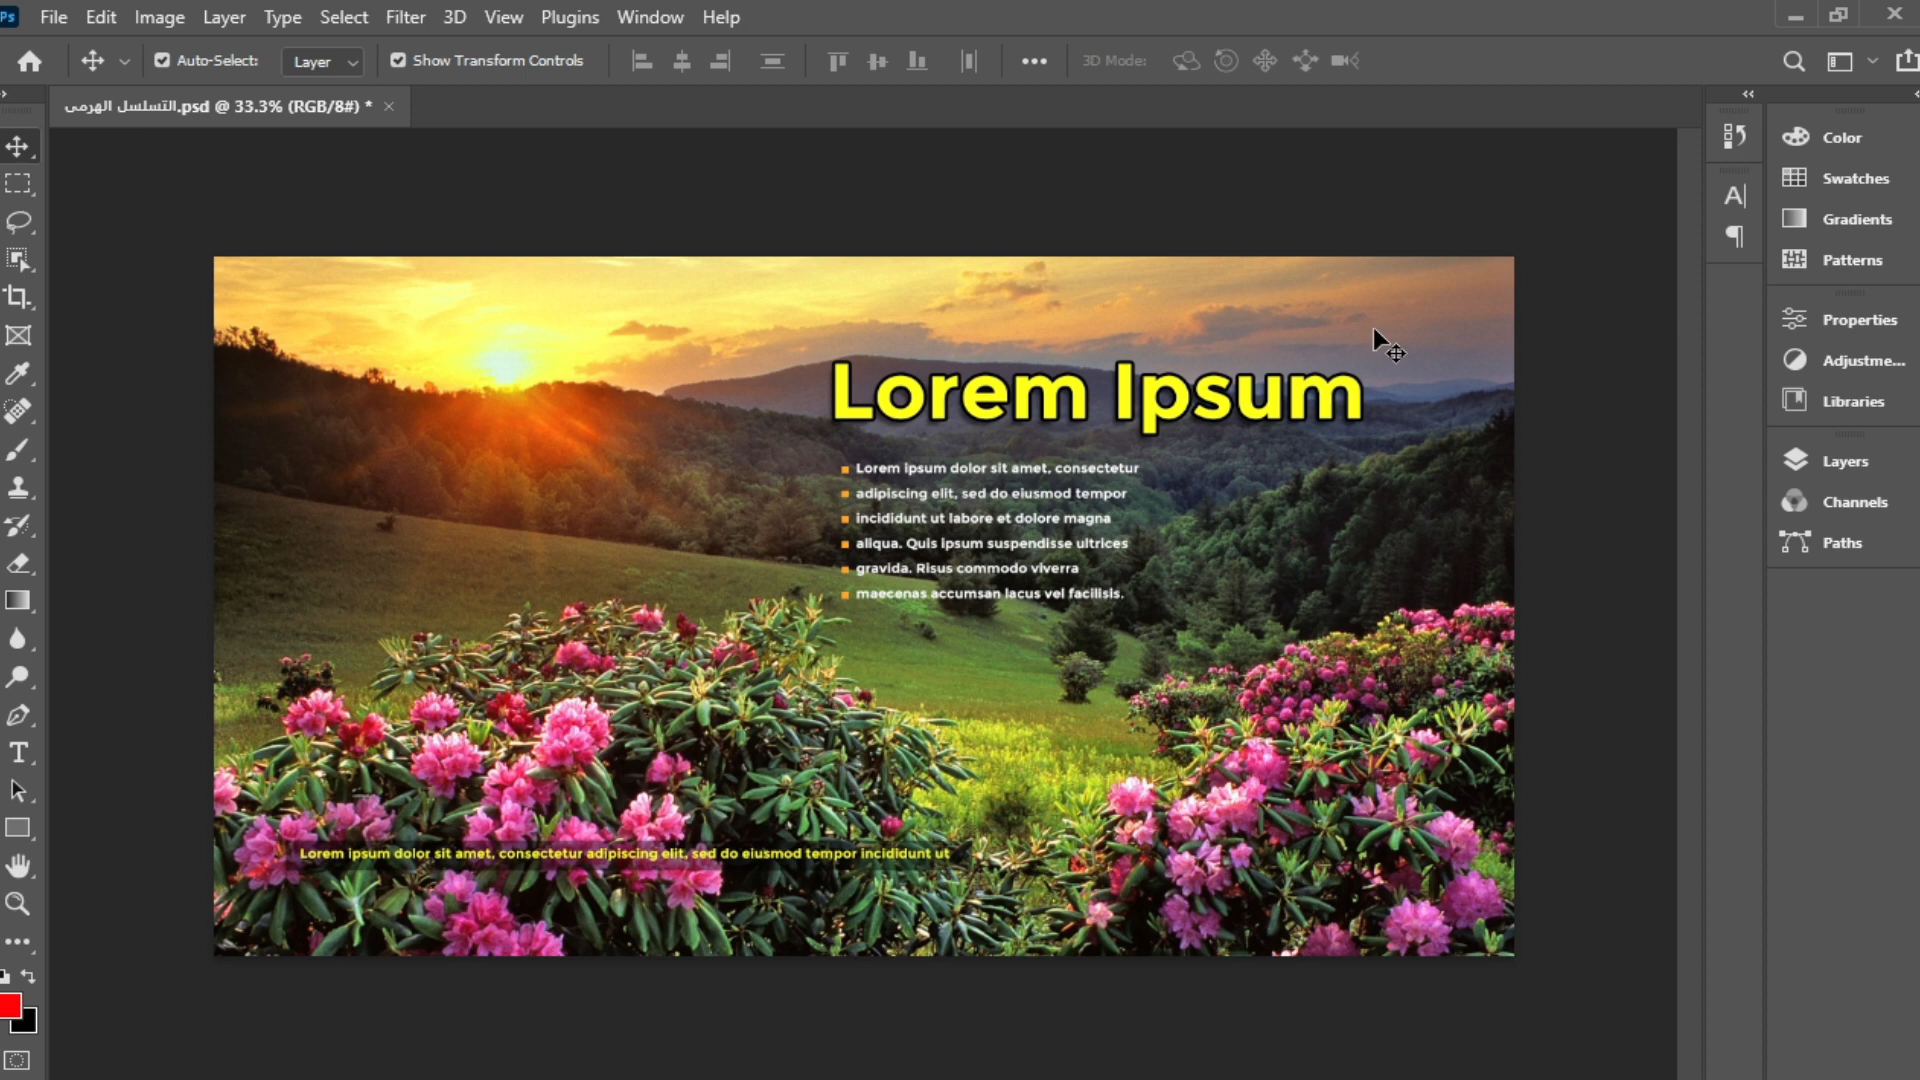 Ps File Edit Image Layer Type Select Filter 3D View Plugins Window Help
Auto-Select: Layer Show Transform Controls 3D Mode:
التسلسل الهرمى.psd @ 33.3% (RGB/8#) *
Color
Swatches
Gradients
Patterns
Properties
Adjustme...
Libraries
Layers
Channels
Paths
Lorem Ipsum
Lorem ipsum dolor sit amet, consectetur
adipiscing elit, sed do eiusmod tempor
incididunt ut labore et dolore magna
aliqua. Quis ipsum suspendisse ultrices
gravida. Risus commodo viverra
maecenas accumsan lacus vel facilisis.
Lorem ipsum dolor sit amet, consectetur adipiscing elit, sed do eiusmod tempor incididunt ut